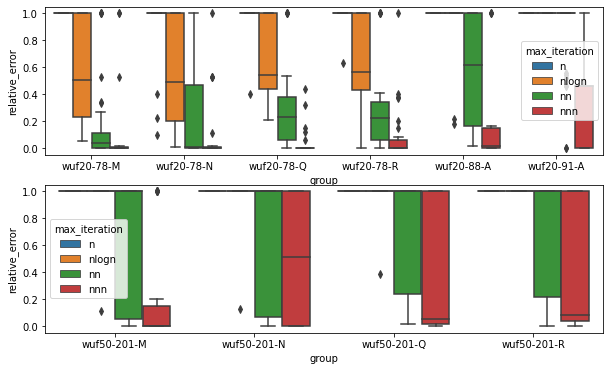 relative_error
1.0
0.8
0.6
0.4
0.2
0.0
max_iteration
n
nlogn
nn
nnn
wuf20-78-M wuf20-78-N wuf20-78-Q wuf20-78-R wuf20-88-A wuf20-91-A
group
relative_error
1.0
0.8
0.6
0.4
0.2
0.0
max_iteration
n
nlogn
nn
nnn
wuf50-201-M wuf50-201-N wuf50-201-Q wuf50-201-R
group